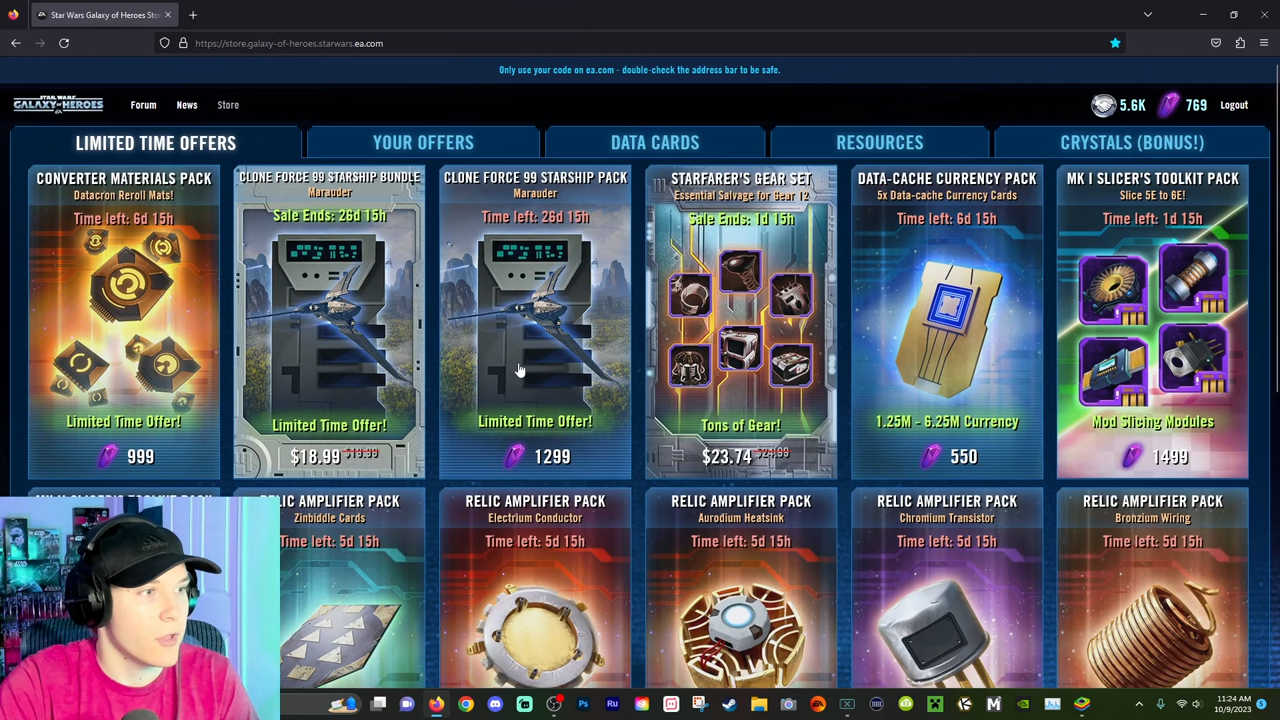 Star Wars Galaxy of Heroes Sto
https://store.galaxy-of-heroes.starwars.ea.com
Only use your code on ea.com - double-check the address bar to be safe.
STAR WARS
GALAXY OF HEROES
Forum
News
Store
5.6K
769
Logout
LIMITED TIME OFFERS
YOUR OFFERS
DATA CARDS
RESOURCES
CRYSTALS (BONUS!)
CONVERTER MATERIALS PACK
Datacron Reroll Mats!
Time left: 6d 15h
Limited Time Offer!
999
CLONE FORCE 99 STARSHIP BUNDLE
Marauder
Sale Ends: 26d 15h
Limited Time Offer!
$18.99 $19.99
CLONE FORCE 99 STARSHIP PACK
Marauder
Time left: 26d 15h
Limited Time Offer!
1299
STARFARER'S GEAR SET
Essential Salvage for Gear 12
Sale Ends: 1d 15h
Tons of Gear!
$23.74 $24.99
DATA-CACHE CURRENCY PACK
5x Data-cache Currency Cards
Time left: 6d 15h
1.25M - 6.25M Currency
550
MK I SLICER'S TOOLKIT PACK
Slice 5E to 6E!
Time left: 1d 15h
Mod Slicing Modules
1499
RELIC AMPLIFIER PACK
Zinbiddle Cards
Time left: 5d 15h
RELIC AMPLIFIER PACK
Electrium Conductor
Time left: 5d 15h
RELIC AMPLIFIER PACK
Aurodium Heatsink
Time left: 5d 15h
RELIC AMPLIFIER PACK
Chromium Transistor
Time left: 5d 15h
RELIC AMPLIFIER PACK
Bronzium Wiring
Time left: 5d 15h
11:24 AM
10/9/2023